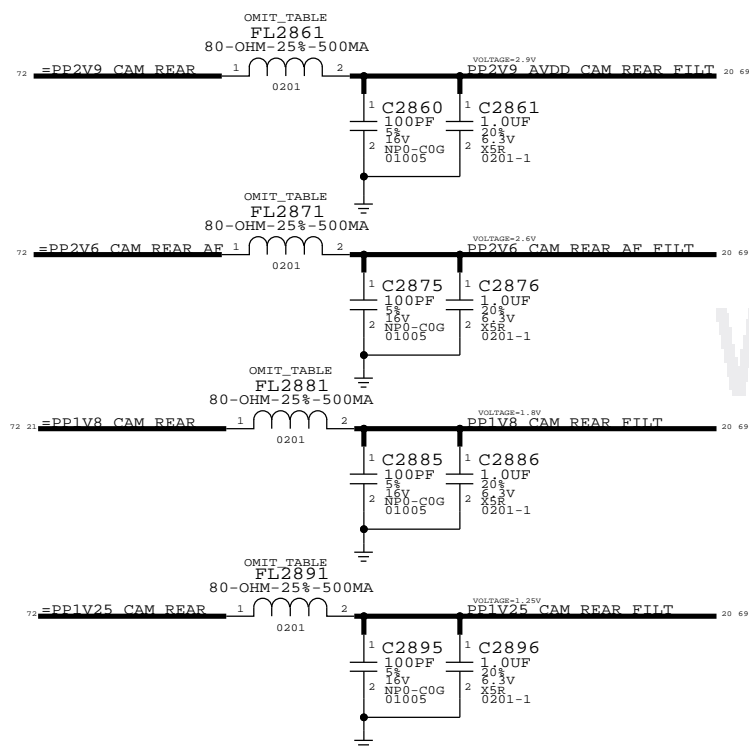 OMIT_TABLE
FL2861
80-OHM-25%-500MA
VOLTAGE=2.9V
72 =PP2V9_CAM_REAR 1 2 PP2V9_AVDD_CAM_REAR_FILT 20 69
0201
1 C2860 1 C2861
100PF 1.0UF
5% 20%
16V 6.3V
2 NP0-C0G 2 X5R
01005 0201-1
OMIT_TABLE
FL2871
80-OHM-25%-500MA
VOLTAGE=2.6V
72 =PP2V6_CAM_REAR_AF 1 2 PP2V6_CAM_REAR_AF_FILT 20 69
0201
1 C2875 1 C2876
100PF 1.0UF
5% 20%
16V 6.3V
2 NP0-C0G 2 X5R
01005 0201-1
OMIT_TABLE
FL2881
80-OHM-25%-500MA
VOLTAGE=1.8V
72 21 =PP1V8_CAM_REAR 1 2 PP1V8_CAM_REAR_FILT 20 69
0201
1 C2885 1 C2886
100PF 1.0UF
5% 20%
16V 6.3V
2 NP0-C0G 2 X5R
01005 0201-1
OMIT_TABLE
FL2891
80-OHM-25%-500MA
VOLTAGE=1.25V
72 =PP1V25_CAM_REAR 1 2 PP1V25_CAM_REAR_FILT 20 69
0201
1 C2895 1 C2896
100PF 1.0UF
5% 20%
16V 6.3V
2 NP0-C0G 2 X5R
01005 0201-1